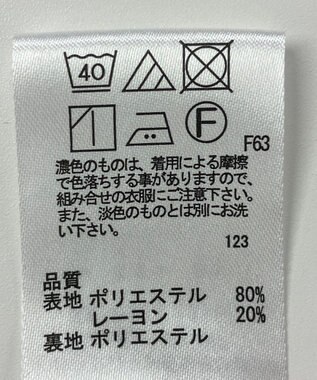 40
F
F63
濃色のものは、着用による摩擦
で色落ちする事がありますので、
組み合せの衣服にご注意下さい。
また、淡色のものとは別にお洗
い下さい。
123
品質
表地 ポリエステル 80%
レーヨン 20%
裏地 ポリエステル